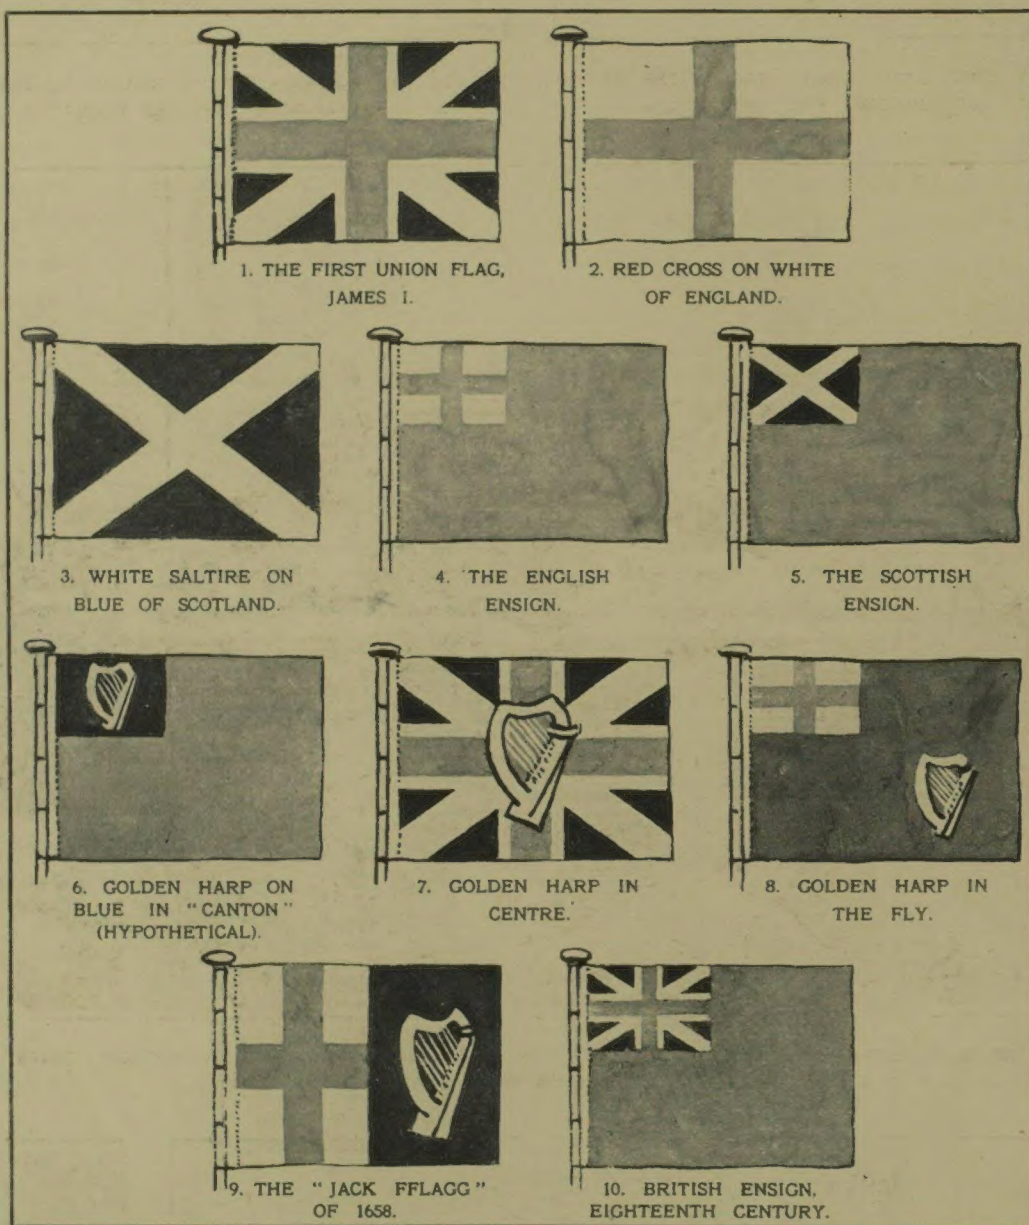 1. THE FIRST UNION FLAG,
JAMES I.
2. RED CROSS ON WHITE
OF ENGLAND.
3. WHITE SALTIRE ON
BLUE OF SCOTLAND.
4. THE ENGLISH
ENSIGN.
5. THE SCOTTISH
ENSIGN.
6. GOLDEN HARP ON
BLUE IN "CANTON"
(HYPOTHETICAL).
7. GOLDEN HARP IN
CENTRE.
8. GOLDEN HARP IN
THE FLY.
9. THE "JACK FFLAGG"
OF 1658.
10. BRITISH ENSIGN,
EIGHTEENTH CENTURY.